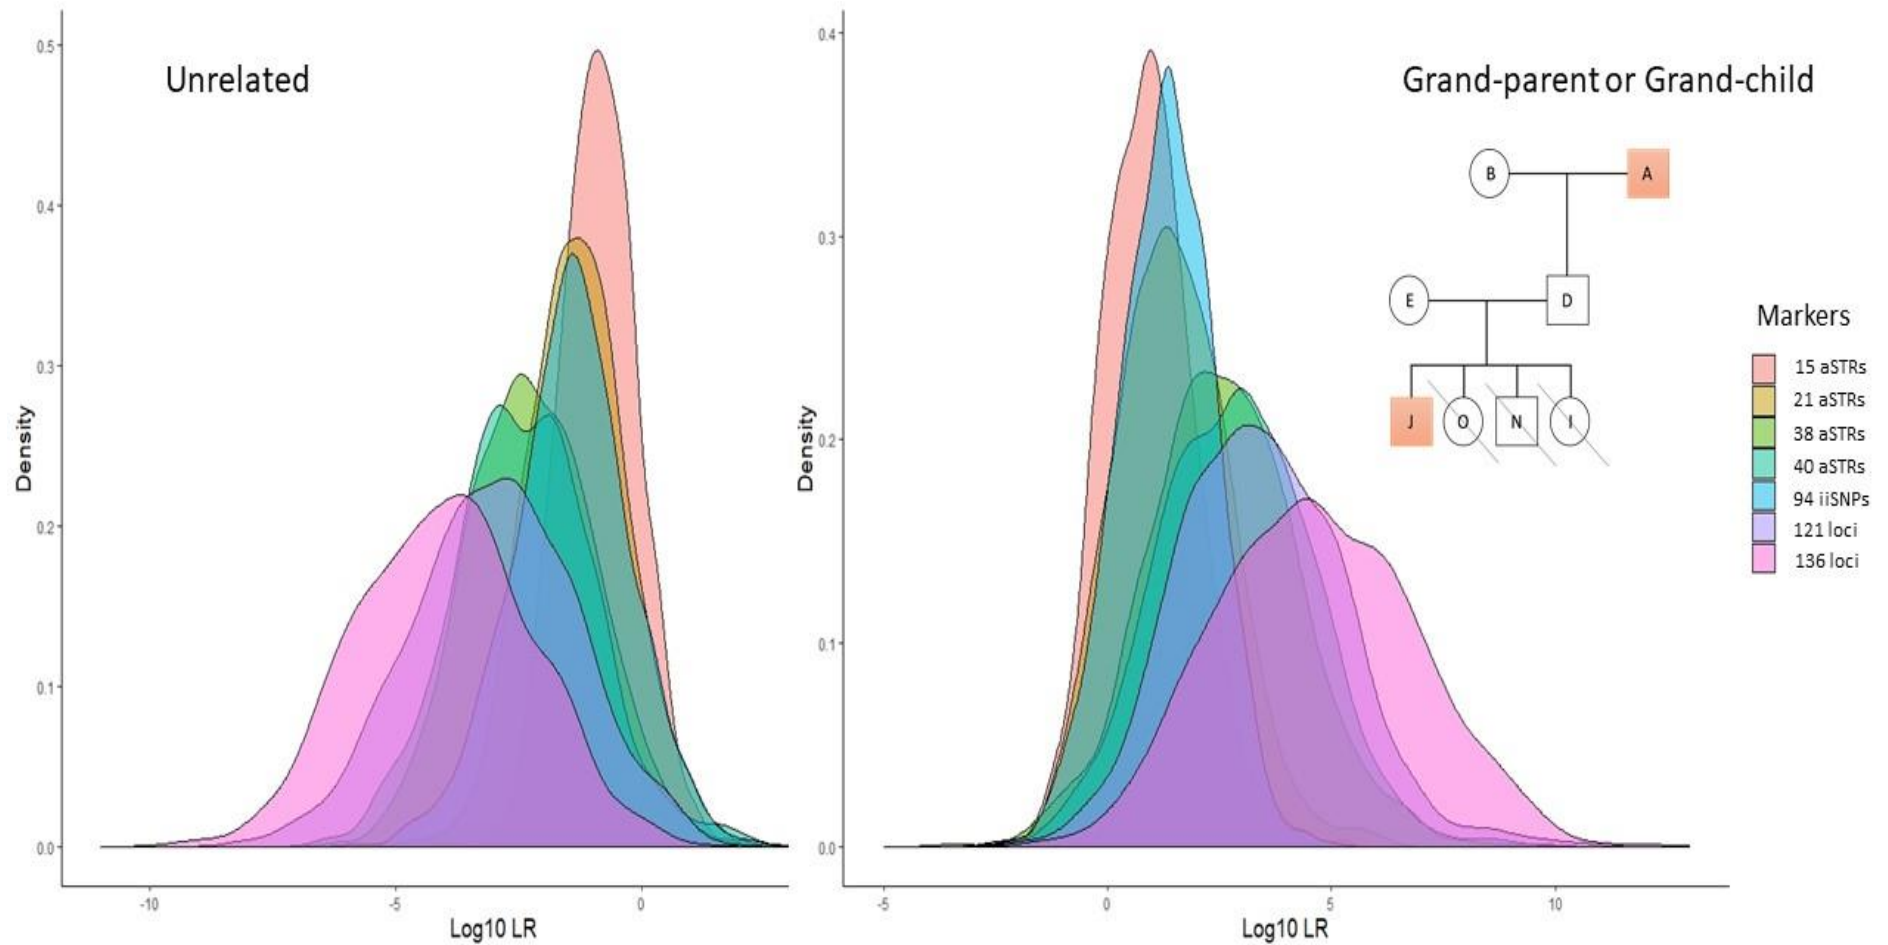 Unrelated
0.5
0.4
0.3
0.2
0.1
0.0
Density
-10
-5
0
Log10 LR
Grand-parent or Grand-child
0.4
0.3
0.2
0.1
0.0
Density
-5
0
5
10
Log10 LR
B
A
E
D
J
O
N
I
Markers
15 aSTRs
21 aSTRs
38 aSTRs
40 aSTRs
94 iiSNPs
121 loci
136 loci